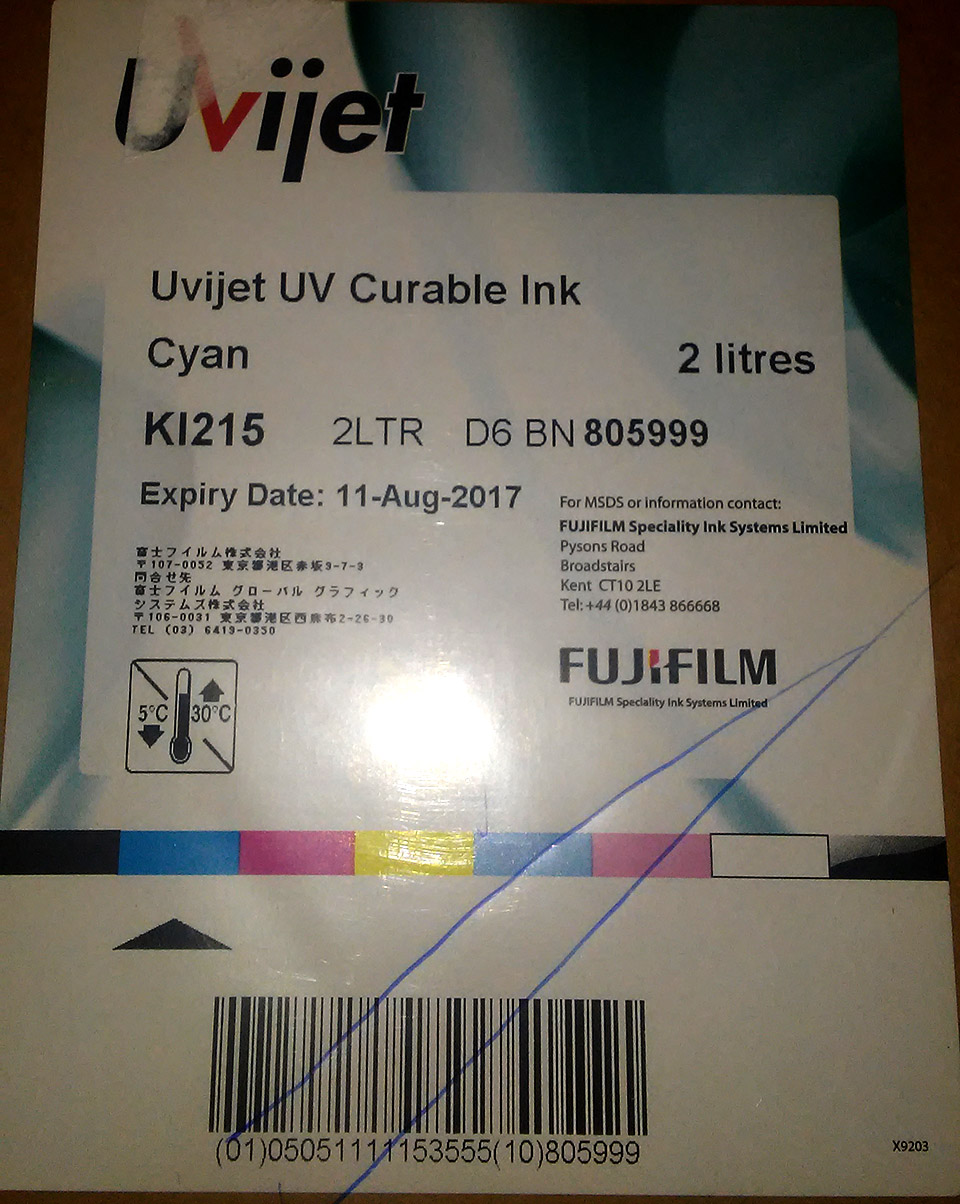 Uvijet
Uvijet UV Curable Ink
Cyan 2 litres
KI215 2LTR D6 BN 805999
Expiry Date: 11-Aug-2017
富士フイルム株式会社
〒107-0052 東京都港区赤坂9-7-3
問合せ先
富士フイルム グローバル グラフィック
システムズ株式会社
〒106-0031 東京都港区西麻布2-26-30
TEL (03) 6419-0350
For MSDS or information contact:
FUJIFILM Speciality Ink Systems Limited
Pysons Road
Broadstairs
Kent CT10 2LE
Tel:+44 (0)1843 866668
FUJIFILM
FUJIFILM Speciality Ink Systems Limited
5°C 30°C
(01)05051111153555(10)805999
X9203